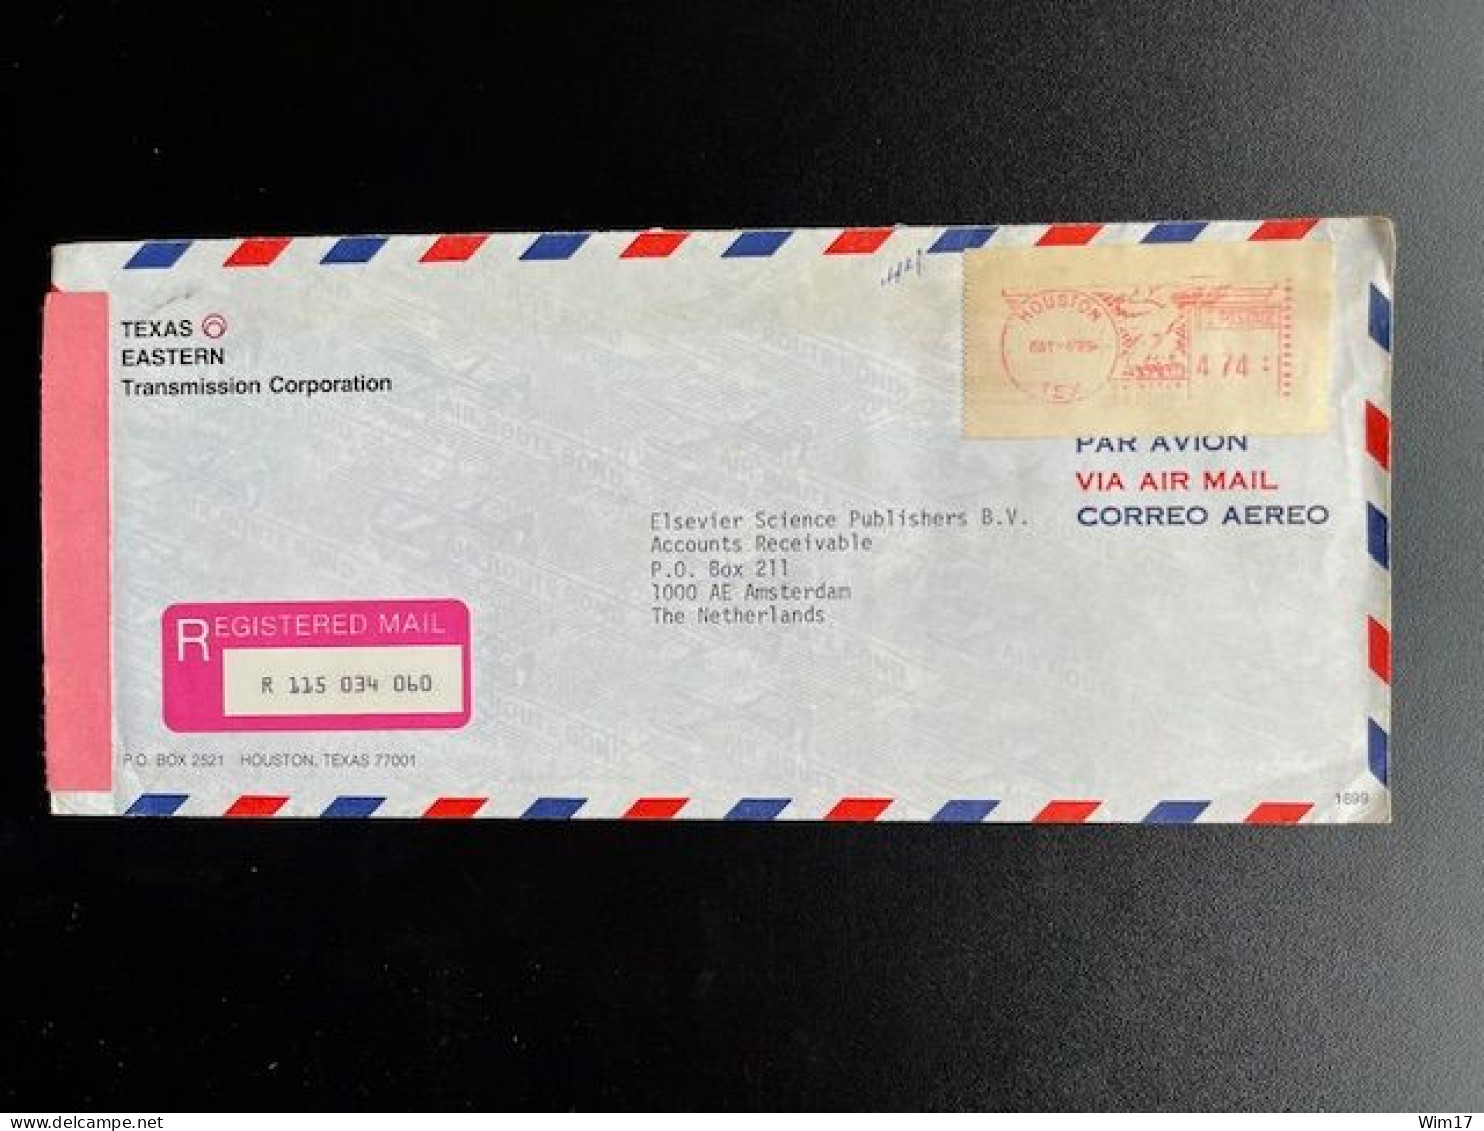 TEXAS
EASTERN
Transmission Corporation
HOUSTON
TEX
4 74
PAR AVION
VIA AIR MAIL
CORREO AEREO
Elsevier Science Publishers B.V.
Accounts Receivable
P.O. Box 211
1000 AE Amsterdam
The Netherlands
REGISTERED MAIL
R 115 034 060
P.O. BOX 2521 HOUSTON, TEXAS 77001
1699
delcampe.net
Wim17